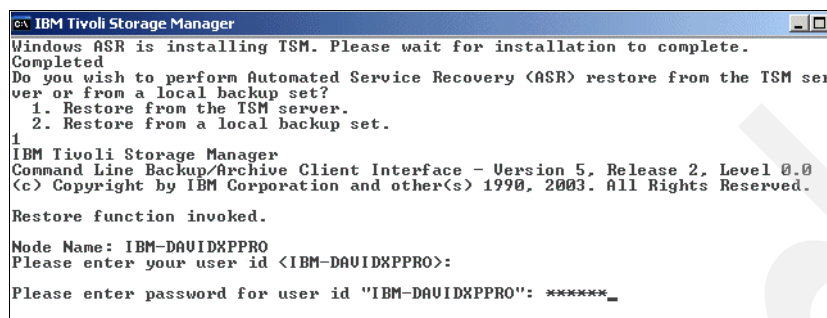 IBM Tivoli Storage Manager
Windows ASR is installing TSM. Please wait for installation to complete.
Completed
Do you wish to perform Automated Service Recovery (ASR) restore from the TSM ser
ver or from a local backup set?
1. Restore from the TSM server.
2. Restore from a local backup set.
1
IBM Tivoli Storage Manager
Command Line Backup/Archive Client Interface - Version 5, Release 2, Level 0.0
(c) Copyright by IBM Corporation and other(s) 1990, 2003. All Rights Reserved.
Restore function invoked.
Node Name: IBM-DAVIDXPPRO
Please enter your user id <IBM-DAVIDXPPRO>:
Please enter password for user id "IBM-DAVIDXPPRO": ******_